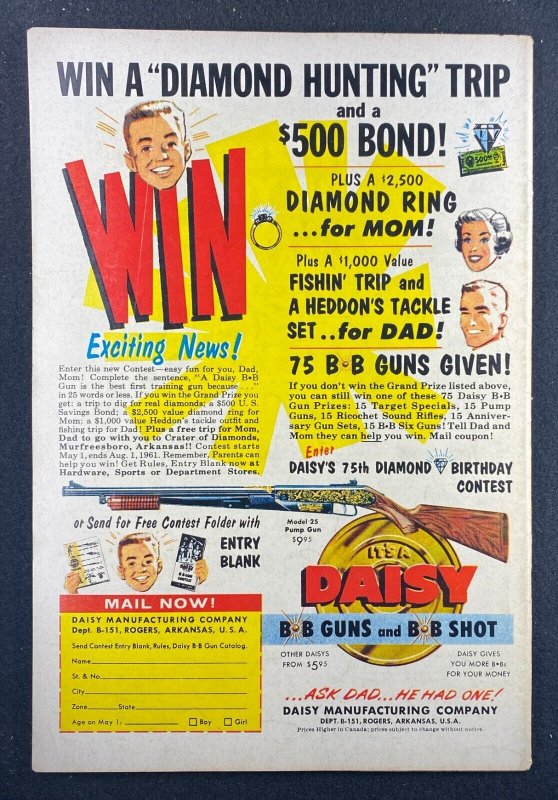 WIN A "DIAMOND HUNTING" TRIP
and a
$500 BOND!
WIN
PLUS A $2,500
DIAMOND RING
...for MOM!
Plus A $1,000 Value
FISHIN' TRIP and
A HEDDON'S TACKLE
SET..for DAD!
Exciting News!
Enter this new Contest—easy fun for you, Dad,
Mom! Complete the sentence, "A Daisy B•B
Gun is the best first training gun because..."
in 25 words or less. If you win the Grand Prize you
get: a trip to dig for real diamonds; a $500 U. S.
Savings Bond; a $2,500 value diamond ring for
Mom; a $1,000 value Heddon's tackle outfit and
fishing trip for Dad! Plus a free trip for Mom,
Dad to go with you to Crater of Diamonds,
Murfreesboro, Arkansas! Contest starts
May 1, ends Aug. 1, 1961. Remember, Parents can
help you win! Get Rules, Entry Blank now at
Hardware, Sports or Department Stores.
75 B•B GUNS GIVEN!
If you don't win the Grand Prize listed above,
you can still win one of these 75 Daisy B•B
Gun Prizes: 15 Target Specials, 15 Pump
Guns, 15 Ricochet Sound Rifles, 15 Anniver-
sary Gun Sets, 15 B•B Six Guns! Tell Dad and
Mom they can help you win. Mail coupon!
Enter
DAISY'S 75th DIAMOND BIRTHDAY
CONTEST
or Send for Free Contest Folder with
ENTRY
BLANK
Model 25
Pump Gun
$9.95
IT'S A
DAISY
B•B GUNS and B•B SHOT
OTHER DAISYS
FROM $5.95
DAISY GIVES
YOU MORE B•Bs
FOR YOUR MONEY
...ASK DAD...HE HAD ONE!
DAISY MANUFACTURING COMPANY
DEPT. B-151, ROGERS, ARKANSAS, U.S.A.
Prices Higher in Canada; prices subject to change without notice.
MAIL NOW!
DAISY MANUFACTURING COMPANY
Dept. B-151, ROGERS, ARKANSAS, U.S.A.
Send Contest Entry Blank, Rules, Daisy B•B Gun Catalog.
Name
St. & No.
City
Zone State
Age on May 1: Boy Girl